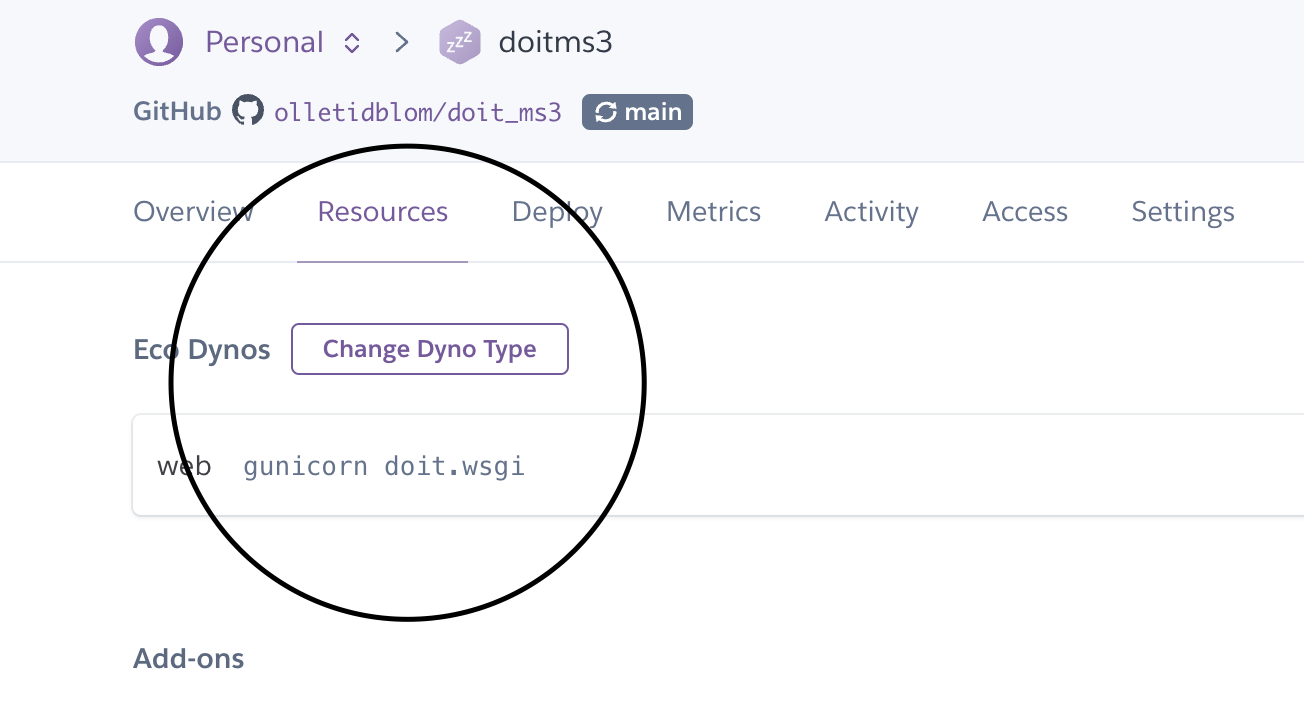 Personal doitms3
GitHub olletidblom/doit_ms3 main
Overview Resources Deploy Metrics Activity Access Settings
Eco Dynos Change Dyno Type
web gunicorn doit.wsgi
Add-ons